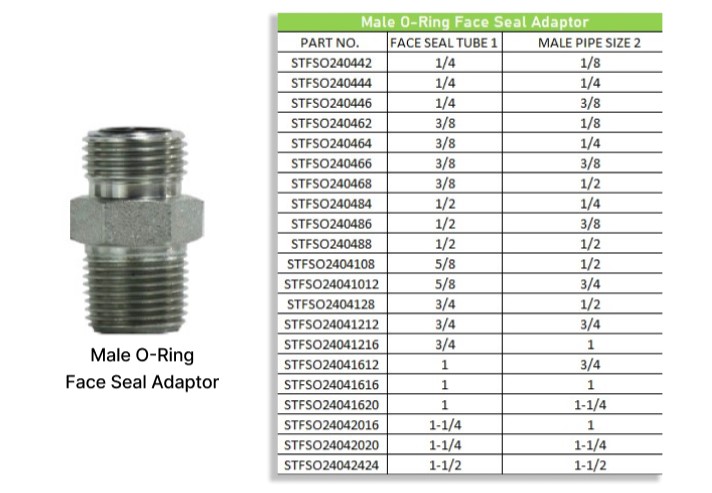 Male O-Ring Face Seal Adaptor
PART NO. FACE SEAL TUBE 1 MALE PIPE SIZE 2
STFSO240442 1/4 1/8
STFSO240444 1/4 1/4
STFSO240446 1/4 3/8
STFSO240462 3/8 1/8
STFSO240464 3/8 1/4
STFSO240466 3/8 3/8
STFSO240468 3/8 1/2
STFSO240484 1/2 1/4
STFSO240486 1/2 3/8
STFSO240488 1/2 1/2
STFSO2404108 5/8 1/2
STFSO24041012 5/8 3/4
STFSO2404128 3/4 1/2
STFSO24041212 3/4 3/4
STFSO24041216 3/4 1
STFSO24041612 1 3/4
STFSO24041616 1 1
STFSO24041620 1 1-1/4
STFSO24042016 1-1/4 1
STFSO24042020 1-1/4 1-1/4
STFSO24042424 1-1/2 1-1/2
Male O-Ring
Face Seal Adaptor